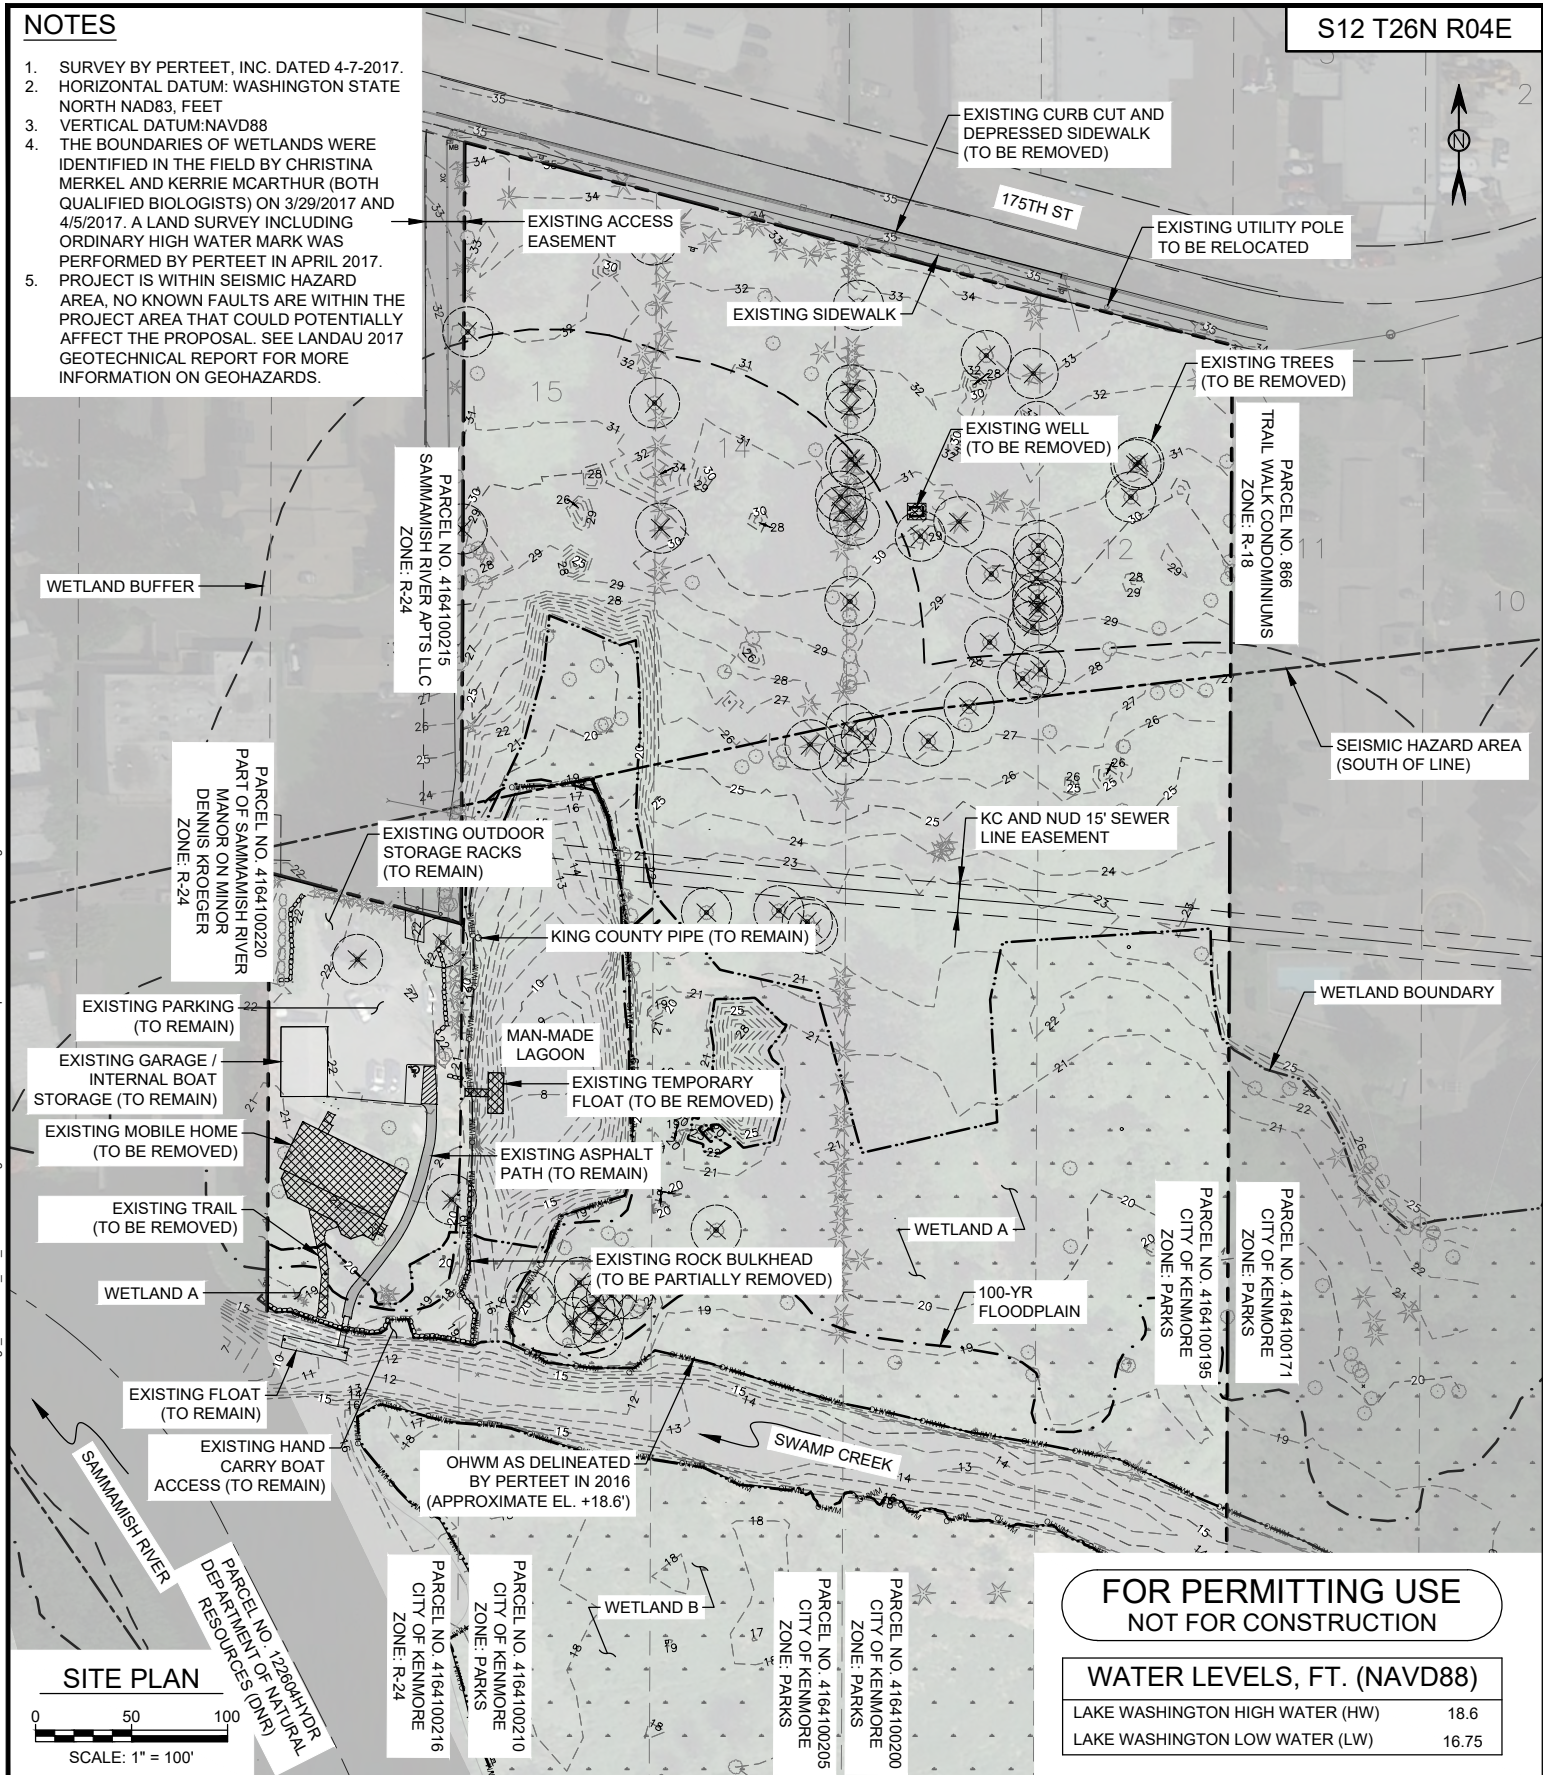 NOTES
1. SURVEY BY PERTEET, INC. DATED 4-7-2017.
2. HORIZONTAL DATUM: WASHINGTON STATE
NORTH NAD83, FEET
3. VERTICAL DATUM:NAVD88
4. THE BOUNDARIES OF WETLANDS WERE
IDENTIFIED IN THE FIELD BY CHRISTINA
MERKEL AND KERRIE MCARTHUR (BOTH
QUALIFIED BIOLOGISTS) ON 3/29/2017 AND
4/5/2017. A LAND SURVEY INCLUDING
ORDINARY HIGH WATER MARK WAS
PERFORMED BY PERTEET IN APRIL 2017.
5. PROJECT IS WITHIN SEISMIC HAZARD
AREA, NO KNOWN FAULTS ARE WITHIN THE
PROJECT AREA THAT COULD POTENTIALLY
AFFECT THE PROPOSAL. SEE LANDAU 2017
GEOTECHNICAL REPORT FOR MORE
INFORMATION ON GEOHAZARDS.
S12 T26N R04E
N
EXISTING CURB CUT AND
DEPRESSED SIDEWALK
(TO BE REMOVED)
175TH ST
EXISTING ACCESS
EASEMENT
EXISTING UTILITY POLE
TO BE RELOCATED
EXISTING SIDEWALK
EXISTING TREES
(TO BE REMOVED)
EXISTING WELL
(TO BE REMOVED)
15
14
12
11
10
2
PARCEL NO. 4164100215
SAMMAMISH RIVER APTS LLC
ZONE: R-24
PARCEL NO. 866
TRAIL WALK CONDOMINIUMS
ZONE: R-18
WETLAND BUFFER
SEISMIC HAZARD AREA
(SOUTH OF LINE)
PARCEL NO. 4164100220
PART OF SAMMAMISH RIVER
MANOR ON MINOR
DENNIS KROEGER
ZONE: R-24
EXISTING OUTDOOR
STORAGE RACKS
(TO REMAIN)
KC AND NUD 15' SEWER
LINE EASEMENT
KING COUNTY PIPE (TO REMAIN)
EXISTING PARKING
(TO REMAIN)
WETLAND BOUNDARY
MAN-MADE
LAGOON
EXISTING GARAGE /
INTERNAL BOAT
STORAGE (TO REMAIN)
EXISTING TEMPORARY
FLOAT (TO BE REMOVED)
EXISTING MOBILE HOME
(TO BE REMOVED)
EXISTING ASPHALT
PATH (TO REMAIN)
EXISTING TRAIL
(TO BE REMOVED)
WETLAND A
EXISTING ROCK BULKHEAD
(TO BE PARTIALLY REMOVED)
WETLAND A
100-YR
FLOODPLAIN
PARCEL NO. 4164100195
CITY OF KENMORE
ZONE: PARKS
PARCEL NO. 4164100171
CITY OF KENMORE
ZONE: PARKS
EXISTING FLOAT
(TO REMAIN)
EXISTING HAND
CARRY BOAT
ACCESS (TO REMAIN)
OHWM AS DELINEATED
BY PERTEET IN 2016
(APPROXIMATE EL. +18.6')
SWAMP CREEK
SAMMAMISH RIVER
PARCEL NO. 122604HYDR
DEPARTMENT OF NATURAL
RESOURCES (DNR)
PARCEL NO. 4164100216
CITY OF KENMORE
ZONE: R-24
PARCEL NO. 4164100210
CITY OF KENMORE
ZONE: PARKS
WETLAND B
PARCEL NO. 4164100205
CITY OF KENMORE
ZONE: PARKS
PARCEL NO. 4164100200
CITY OF KENMORE
ZONE: PARKS
SITE PLAN
0 50 100
SCALE: 1" = 100'
FOR PERMITTING USE
NOT FOR CONSTRUCTION
WATER LEVELS, FT. (NAVD88)
LAKE WASHINGTON HIGH WATER (HW) 18.6
LAKE WASHINGTON LOW WATER (LW) 16.75